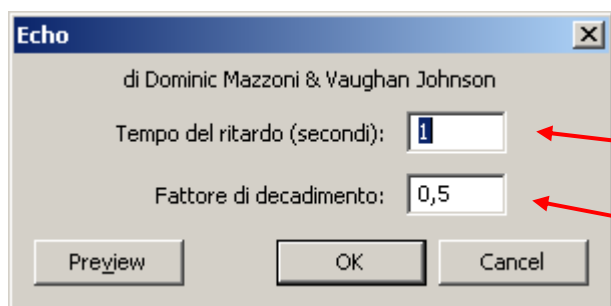 Echo
di Dominic Mazzoni & Vaughan Johnson
Tempo del ritardo (secondi): 1
Fattore di decadimento: 0,5
Preview OK Cancel